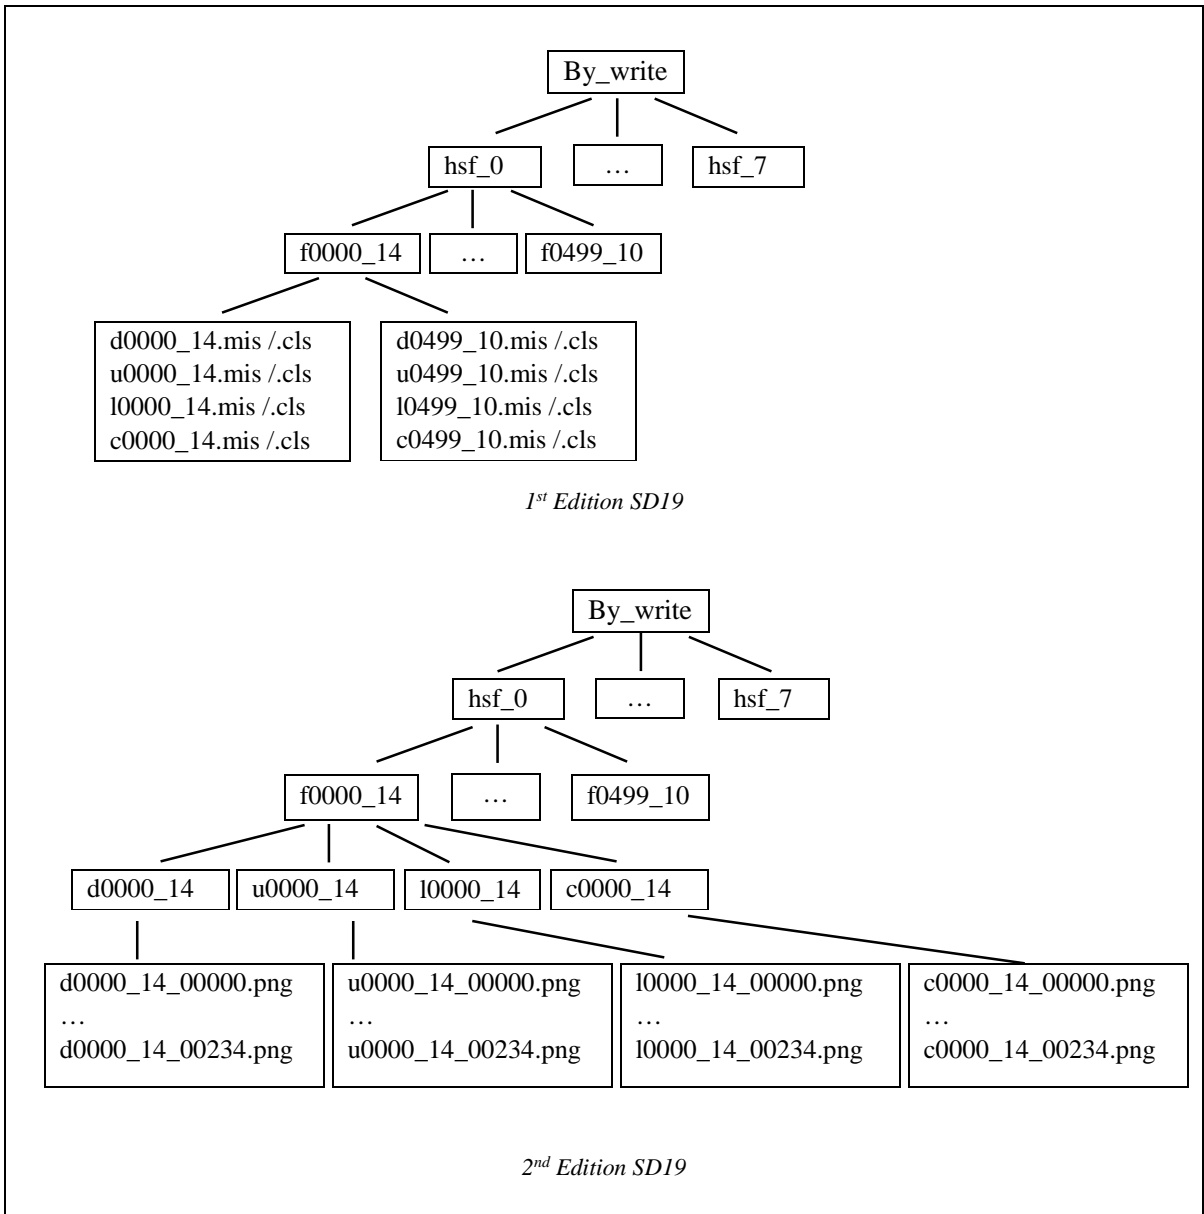 By_write
hsf_0 … hsf_7
f0000_14 … f0499_10
d0000_14.mis /.cls
u0000_14.mis /.cls
l0000_14.mis /.cls
c0000_14.mis /.cls
d0499_10.mis /.cls
u0499_10.mis /.cls
l0499_10.mis /.cls
c0499_10.mis /.cls
1st Edition SD19
By_write
hsf_0 … hsf_7
f0000_14 … f0499_10
d0000_14 u0000_14 l0000_14 c0000_14
d0000_14_00000.png
…
d0000_14_00234.png
u0000_14_00000.png
…
u0000_14_00234.png
l0000_14_00000.png
…
l0000_14_00234.png
c0000_14_00000.png
…
c0000_14_00234.png
2nd Edition SD19